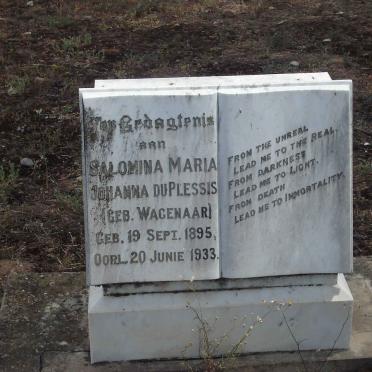 Ter Gedagtenis
aan
SALOMINA MARIA
JOHANNA DUPLESSIS
(GEB. WAGENAAR)
GEB. 19 SEPT. 1895,
OORL. 20 JUNIE 1933.
FROM THE UNREAL
LEAD ME TO THE REAL.
FROM DARKNESS
LEAD ME TO LIGHT.
FROM DEATH
LEAD ME TO IMMORTALITY.